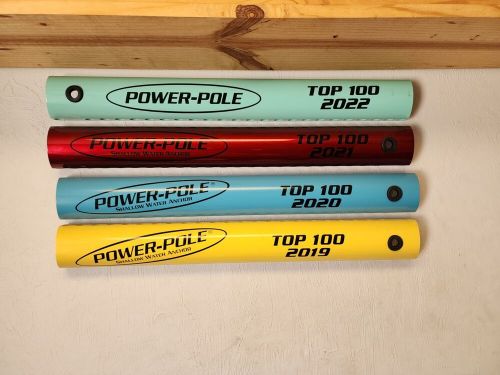 POWER-POLE
TOP 100
2022
POWER-POLE
SHALLOW WATER ANCHOR
TOP 100
2021
POWER-POLE®
SHALLOW WATER ANCHOR
TOP 100
2020
POWER-POLE®
SHALLOW WATER ANCHOR
TOP 100
2019